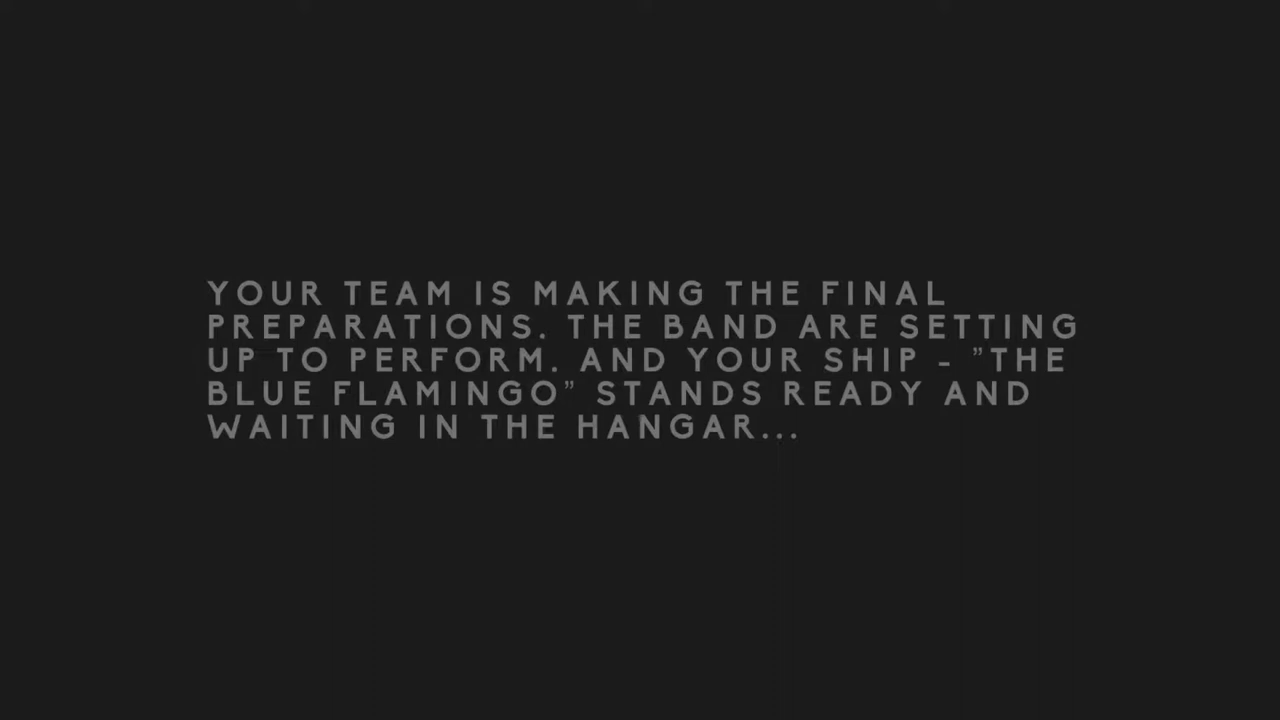 YOUR TEAM IS MAKING THE FINAL
PREPARATIONS. THE BAND ARE SETTING
UP TO PERFORM. AND YOUR SHIP - ”THE
BLUE FLAMINGO” STANDS READY AND
WAITING IN THE HANGAR...